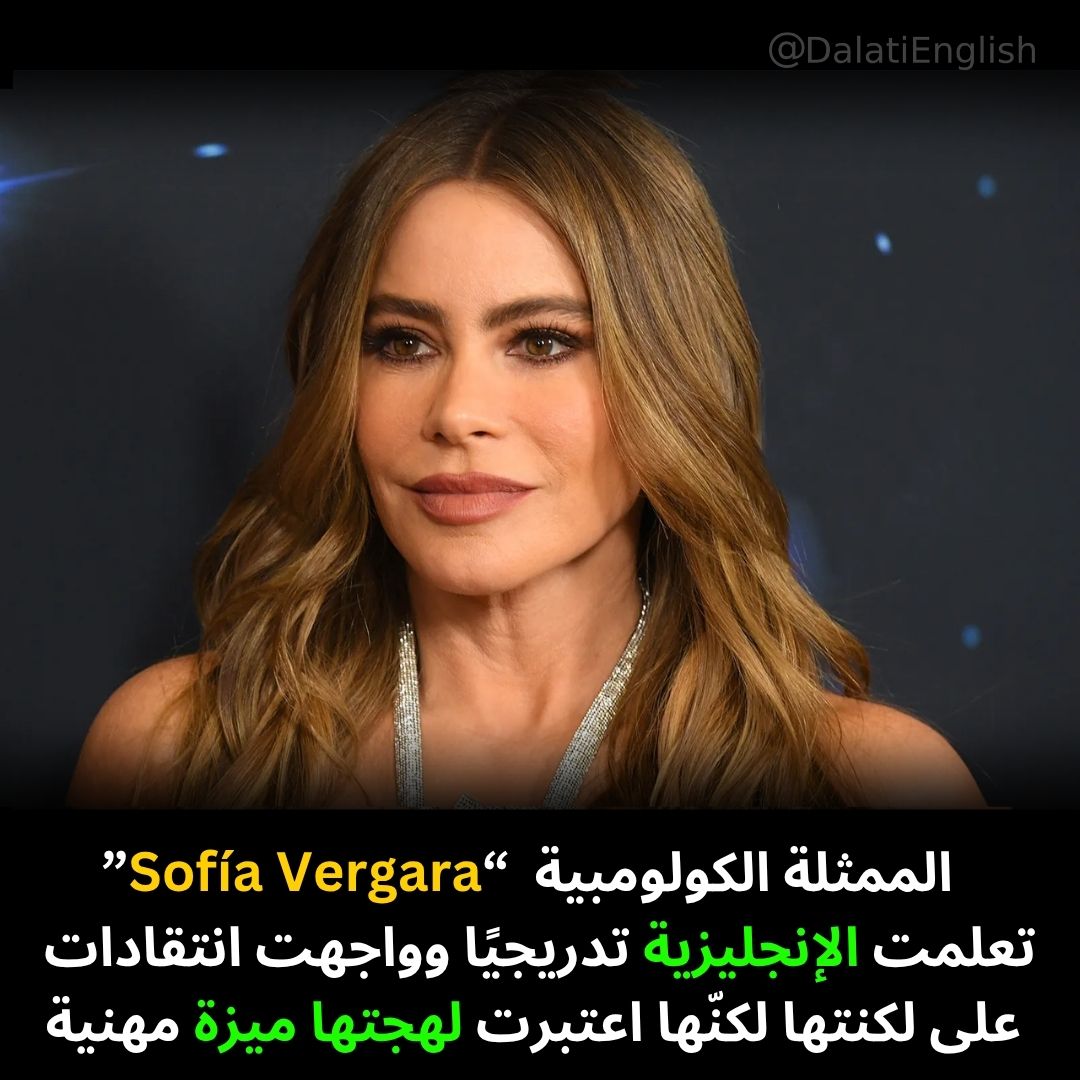 @DalatiEnglish
الممثلة الكولومبية “Sofía Vergara”
تعلمت الإنجليزية تدريجيًا وواجهت انتقادات
على لكنتها لكنّها اعتبرت لهجتها ميزة مهنية